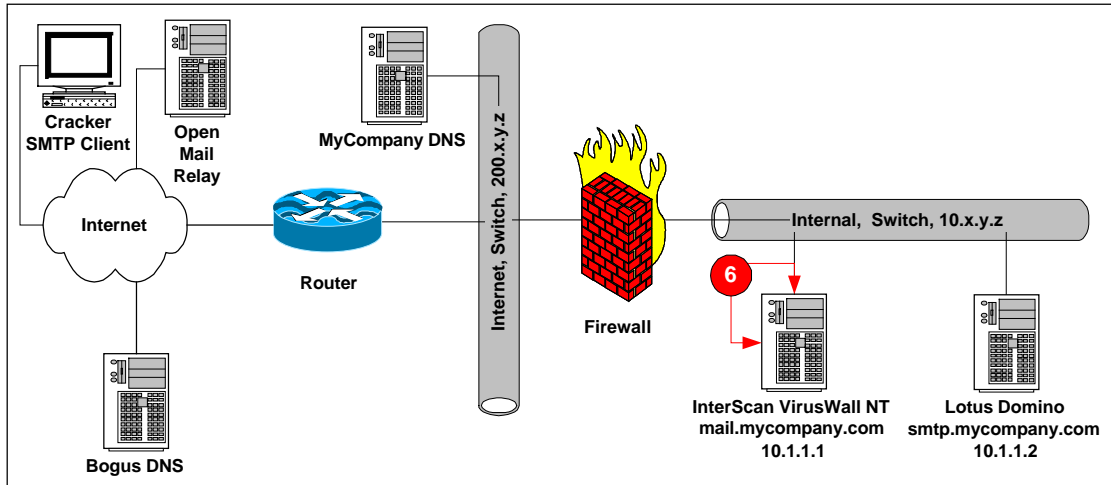 Cracker
SMTP Client
Open
Mail
Relay
MyCompany DNS
Internet
Router
Internet, Switch, 200.x.y.z
Firewall
Internal, Switch, 10.x.y.z
6
InterScan VirusWall NT
mail.mycompany.com
10.1.1.1
Lotus Domino
smtp.mycompany.com
10.1.1.2
Bogus DNS